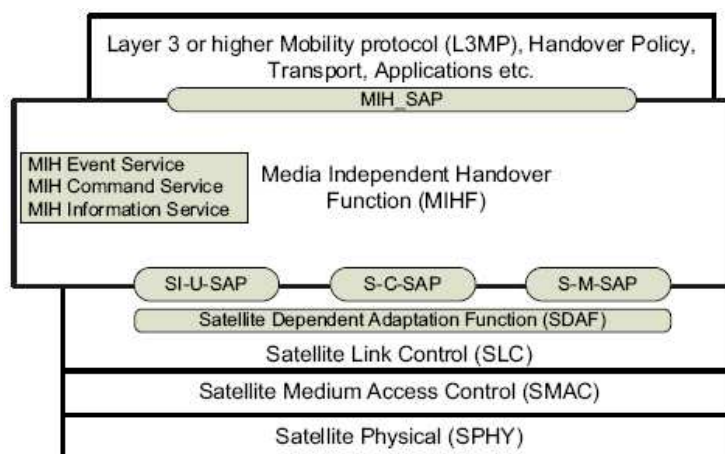 Layer 3 or higher Mobility protocol (L3MP), Handover Policy,
Transport, Applications etc.
MIH_SAP
MIH Event Service
MIH Command Service
MIH Information Service
Media Independent Handover
Function (MIHF)
SI-U-SAP
S-C-SAP
S-M-SAP
Satellite Dependent Adaptation Function (SDAF)
Satellite Link Control (SLC)
Satellite Medium Access Control (SMAC)
Satellite Physical (SPHY)